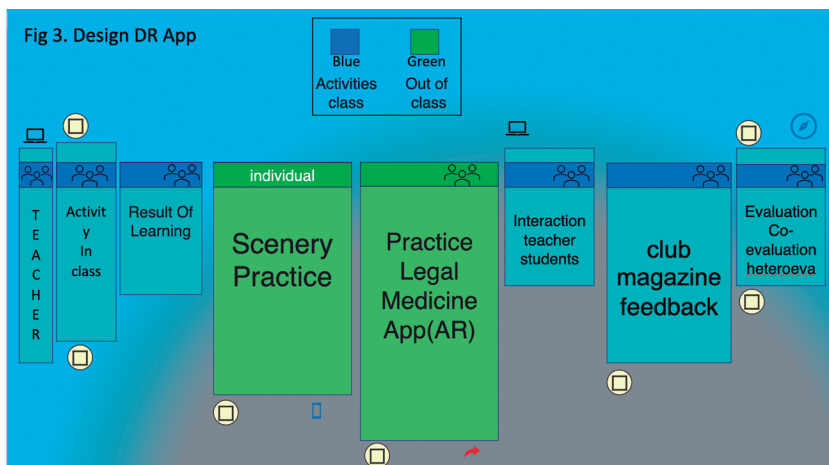 Fig 3. Design DR App
Blue
Activities
class
Green
Out of
class
T
E
A
C
H
E
R
Activit
y
In
class
Result Of
Learning
individual
Scenery
Practice
Practice
Legal
Medicine
App(AR)
Interaction
teacher
students
club
magazine
feedback
Evaluation
Co-
evaluation
heteroeva